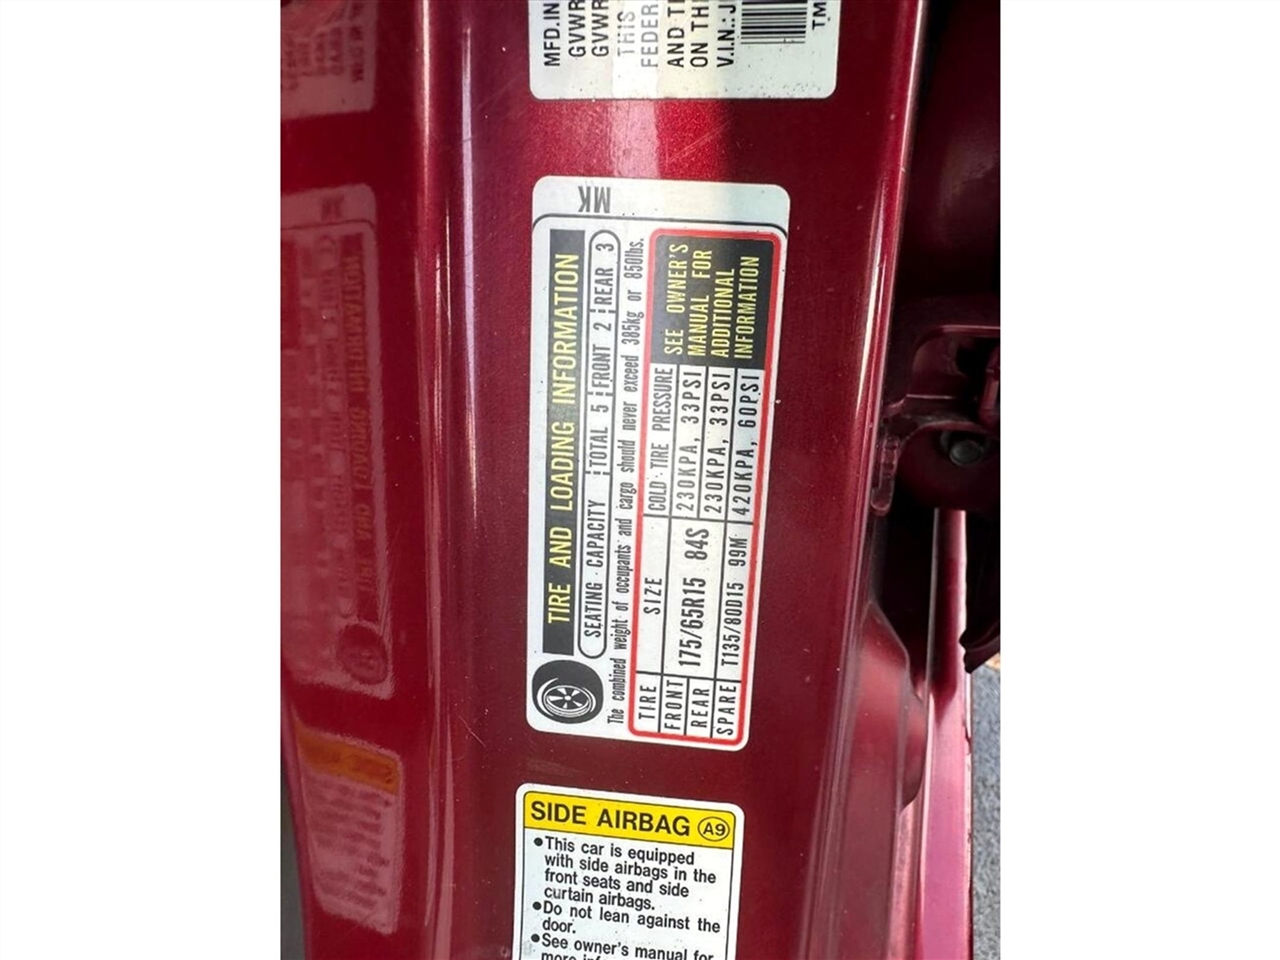 MFD.IN
GVWR
GVWR
THIS
FEDERA
AND TH
ON TH
V.I.N.:J
TM
MK
TIRE AND LOADING INFORMATION
SEATING CAPACITY TOTAL 5 FRONT 2 REAR 3
The combined weight of occupants and cargo should never exceed 385kg or 850lbs.
TIRE SIZE COLD TIRE PRESSURE
FRONT 175/65R15 84S 230KPA, 33PSI
REAR 230KPA, 33PSI
SPARE T135/80D15 99M 420KPA, 60PSI
SEE OWNER'S
MANUAL FOR
ADDITIONAL
INFORMATION
SIDE AIRBAG A9
•This car is equipped
with side airbags in the
front seats and side
curtain airbags.
•Do not lean against the
door.
•See owner's manual for